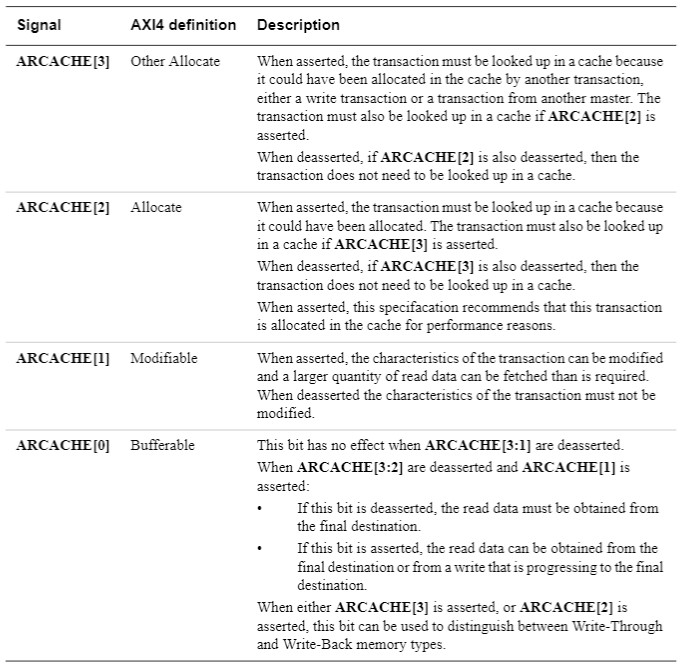 Signal AXI4 definition Description
ARCACHE[3] Other Allocate When asserted, the transaction must be looked up in a cache because
it could have been allocated in the cache by another transaction,
either a write transaction or a transaction from another master. The
transaction must also be looked up in a cache if ARCACHE[2] is
asserted.
When deasserted, if ARCACHE[2] is also deasserted, then the
transaction does not need to be looked up in a cache.
ARCACHE[2] Allocate When asserted, the transaction must be looked up in a cache because
it could have been allocated. The transaction must also be looked up
in a cache if ARCACHE[3] is asserted.
When deasserted, if ARCACHE[3] is also deasserted, then the
transaction does not need to be looked up in a cache.
When asserted, this specifacation recommends that this transaction
is allocated in the cache for performance reasons.
ARCACHE[1] Modifiable When asserted, the characteristics of the transaction can be modified
and a larger quantity of read data can be fetched than is required.
When deasserted the characteristics of the transaction must not be
modified.
ARCACHE[0] Bufferable This bit has no effect when ARCACHE[3:1] are deasserted.
When ARCACHE[3:2] are deasserted and ARCACHE[1] is
asserted:
• If this bit is deasserted, the read data must be obtained from
the final destination.
• If this bit is asserted, the read data can be obtained from the
final destination or from a write that is progressing to the final
destination.
When either ARCACHE[3] is asserted, or ARCACHE[2] is
asserted, this bit can be used to distinguish between Write-Through
and Write-Back memory types.